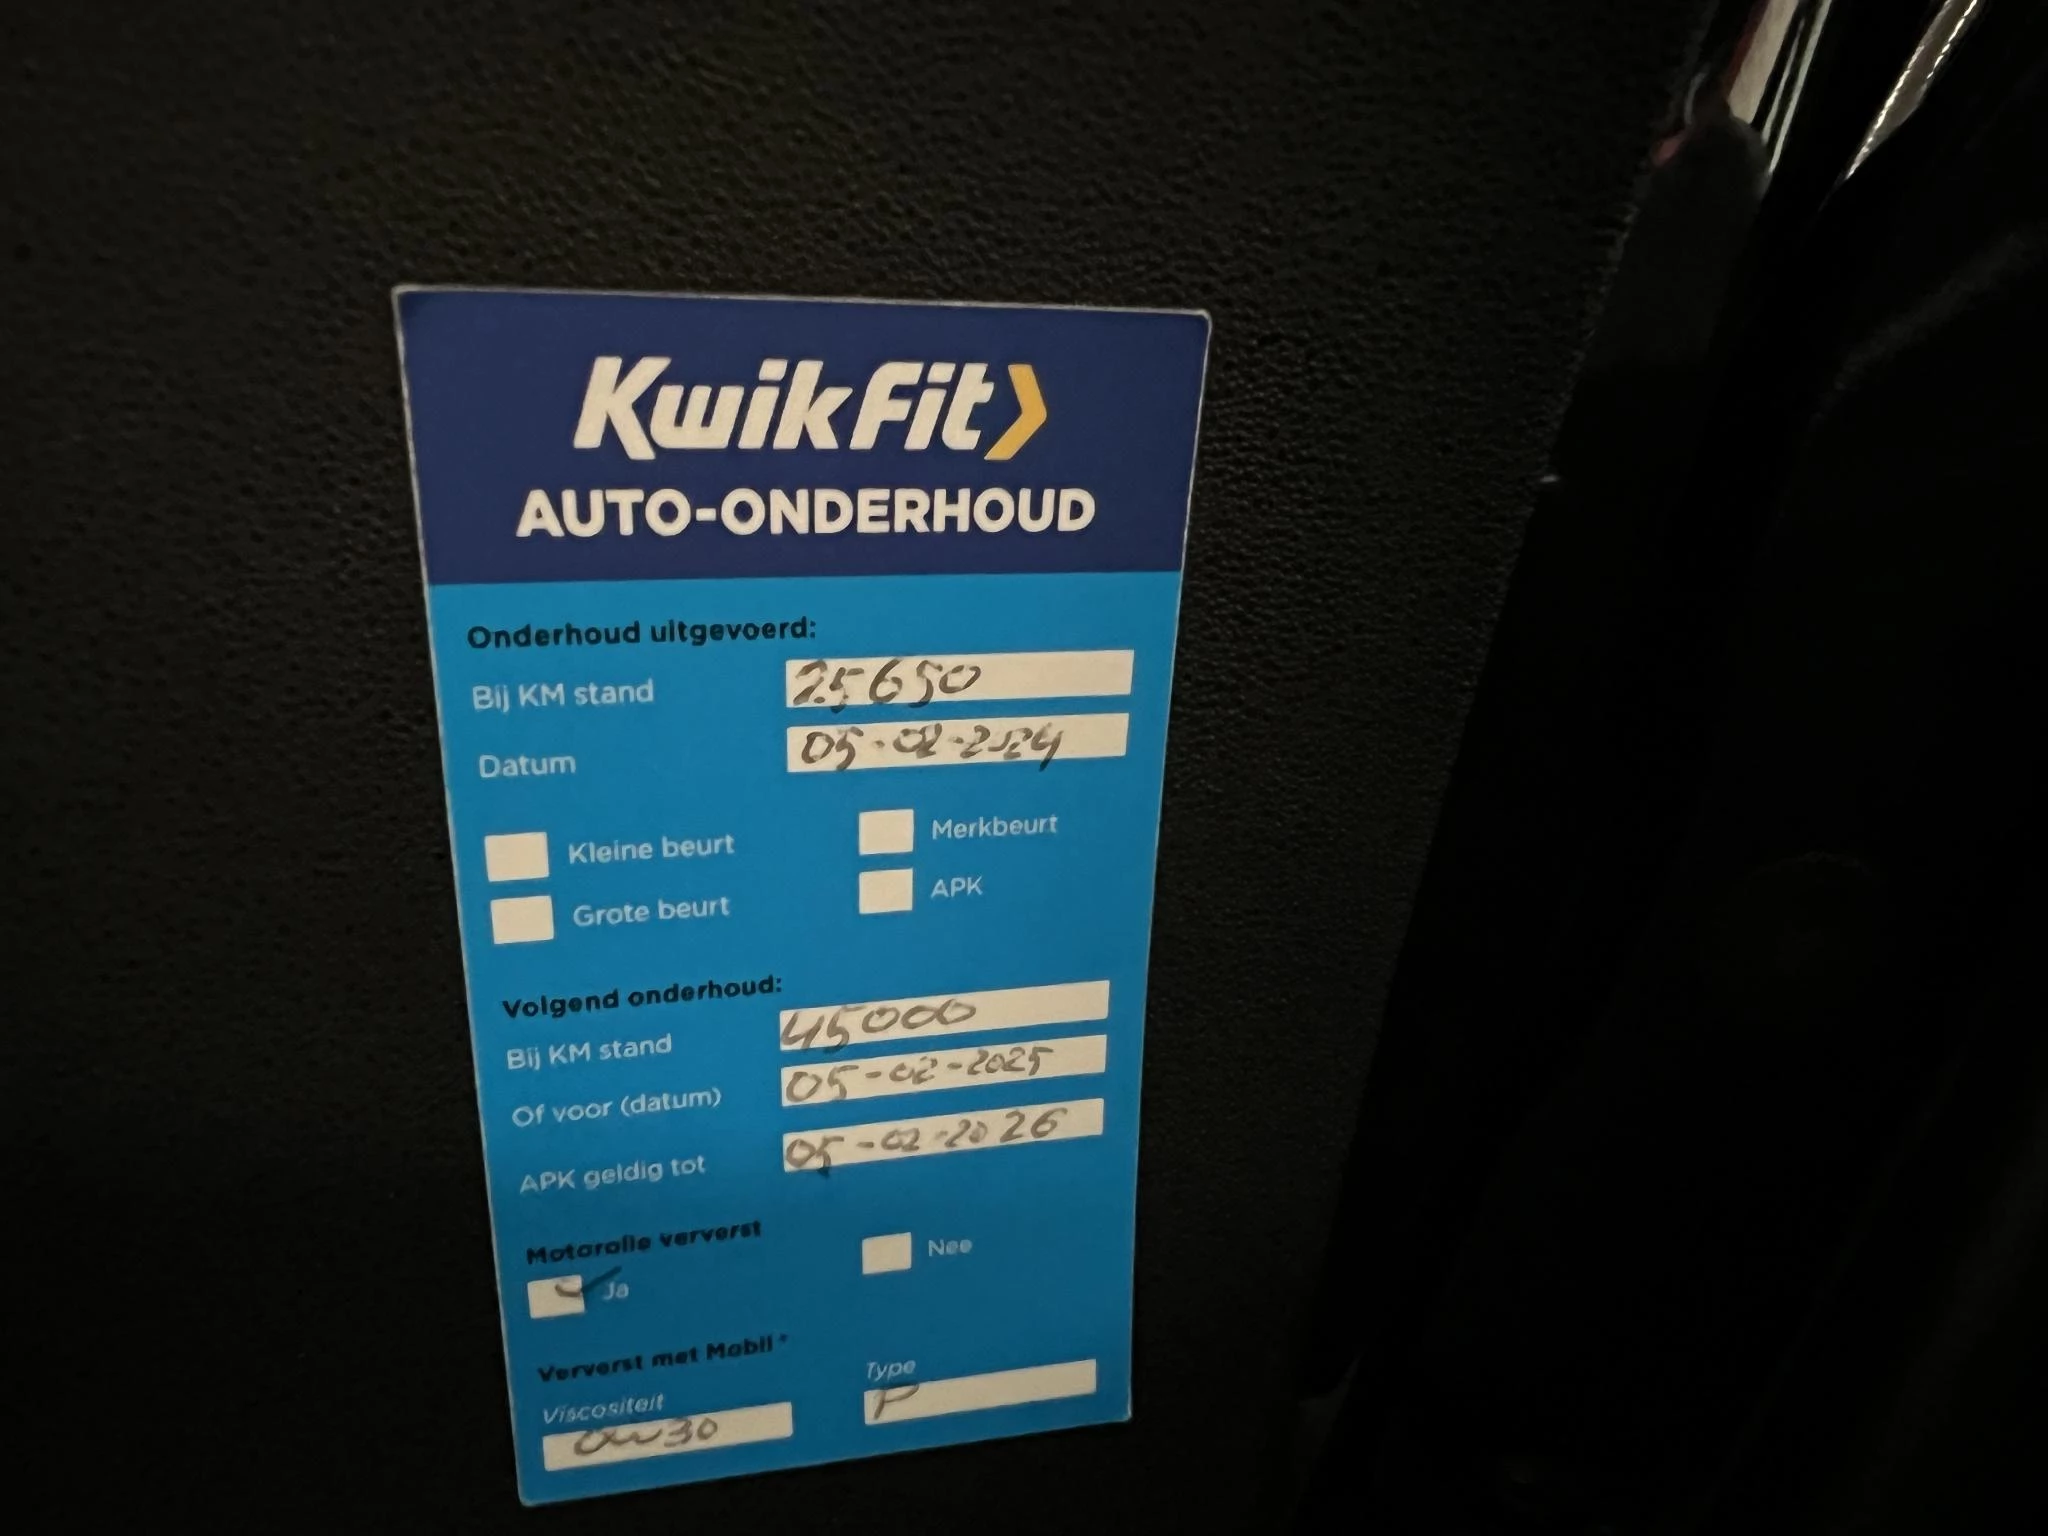 KwikFit
AUTO-ONDERHOUD
Onderhoud uitgevoerd:
Bij KM stand 25650
Datum 05-02-2024
Kleine beurt Merkbeurt
Grote beurt APK
Volgend onderhoud:
Bij KM stand 45000
Of voor (datum) 05-02-2025
APK geldig tot 05-02-2026
Motorolie ververst
Ja Nee
Ververst met Mobil*
Viscositeit Type
0w30 P